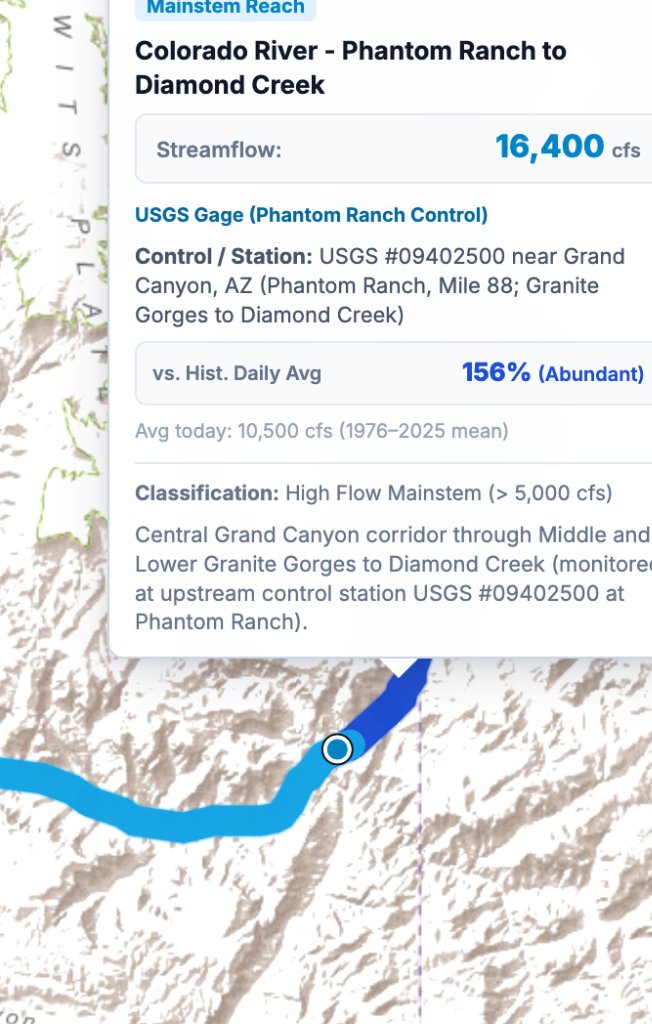 Mainstem Reach
Colorado River - Phantom Ranch to
Diamond Creek
Streamflow: 16,400 cfs
USGS Gage (Phantom Ranch Control)
Control / Station: USGS #09402500 near Grand
Canyon, AZ (Phantom Ranch, Mile 88; Granite
Gorges to Diamond Creek)
vs. Hist. Daily Avg 156% (Abundant)
Avg today: 10,500 cfs (1976–2025 mean)
Classification: High Flow Mainstem (> 5,000 cfs)
Central Grand Canyon corridor through Middle and
Lower Granite Gorges to Diamond Creek (monitored
at upstream control station USGS #09402500 at
Phantom Ranch).
WITS PLAT